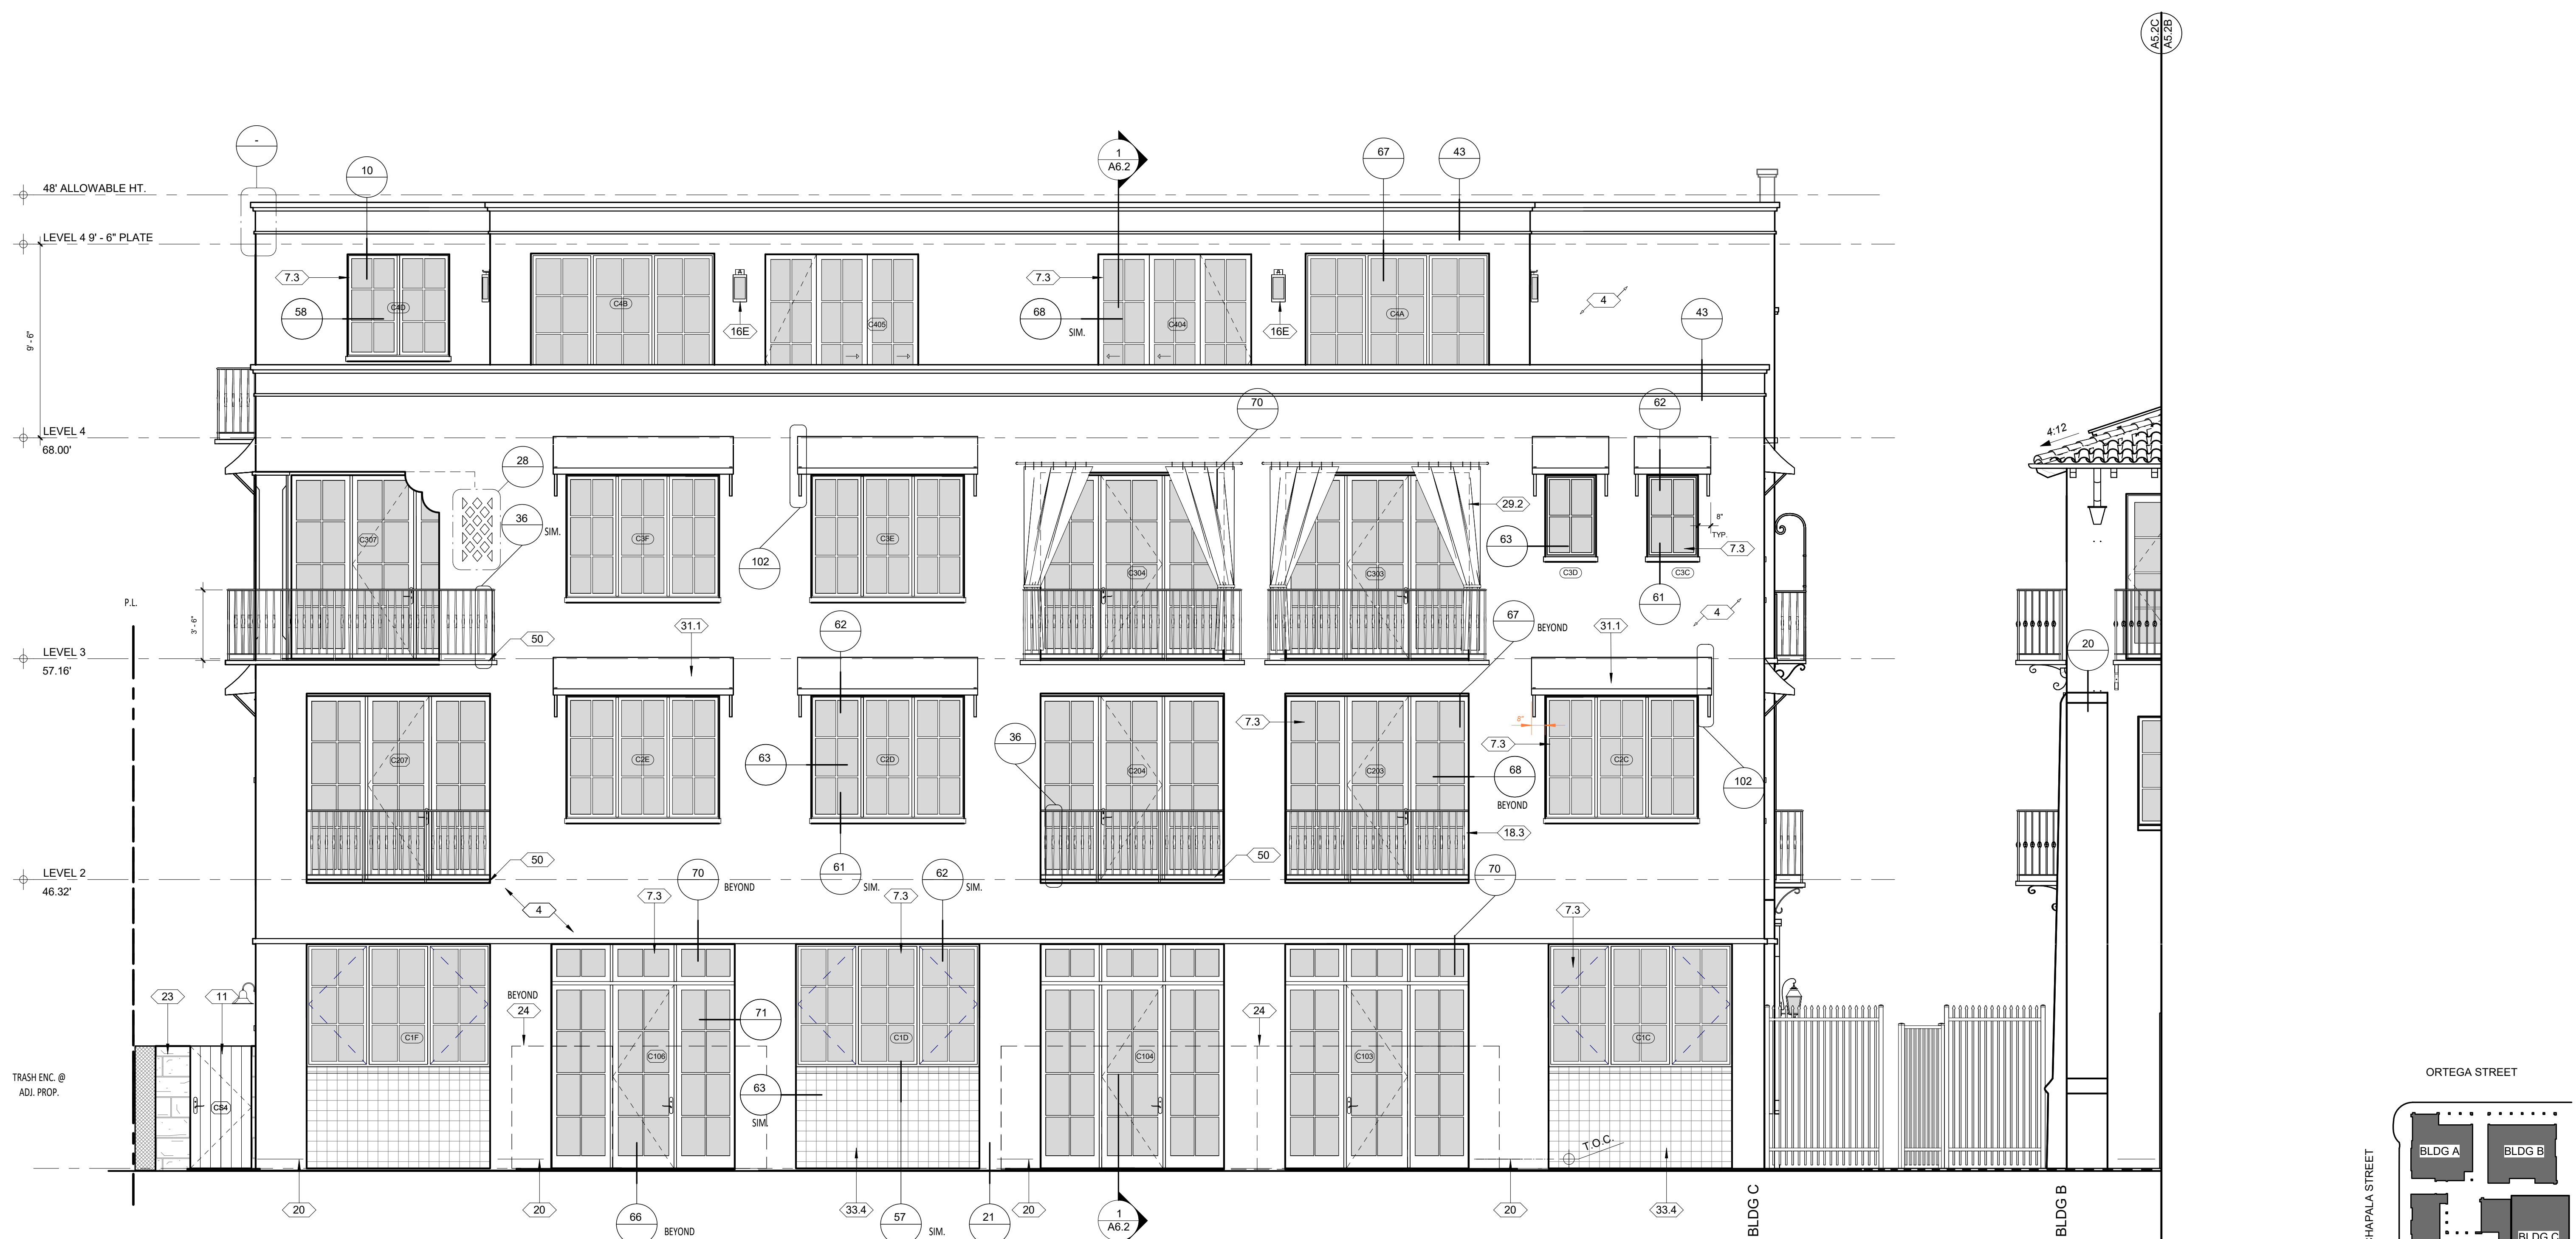 A5.2C
A5.2B
-
10
1
A6.2
67
43
48' ALLOWABLE HT.
LEVEL 4 9' - 6" PLATE
7.3
58
C4D
C4B
16E
C405
7.3
68
SIM.
C404
16E
C4A
4
43
9' - 6"
70
62
LEVEL 4
68.00'
4:12
28
36
SIM.
29.2
8"
TYP.
C307
C3F
102
C3E
C304
C303
63
7.3
C3D
C3C
61
P.L.
3' - 6"
67
BEYOND
4
50
31.1
62
31.1
20
LEVEL 3
57.16'
8"
7.3
36
7.3
C207
C2E
63
C2D
C204
C203
68
BEYOND
C2C
102
18.3
LEVEL 2
46.32'
50
70
BEYOND
61
SIM.
62
SIM.
50
70
4
7.3
7.3
7.3
23
11
BEYOND
24
71
24
C1F
C106
C1D
C104
C103
C1C
TRASH ENC. @
ADJ. PROP.
CS4
63
SIM.
T.O.C.
ORTEGA STREET
BLDG A
BLDG B
CHAPALA STREET
20
20
66
BEYOND
33.4
57
SIM.
21
20
1
A6.2
20
33.4
BLDG C
BLDG B
BLDG C